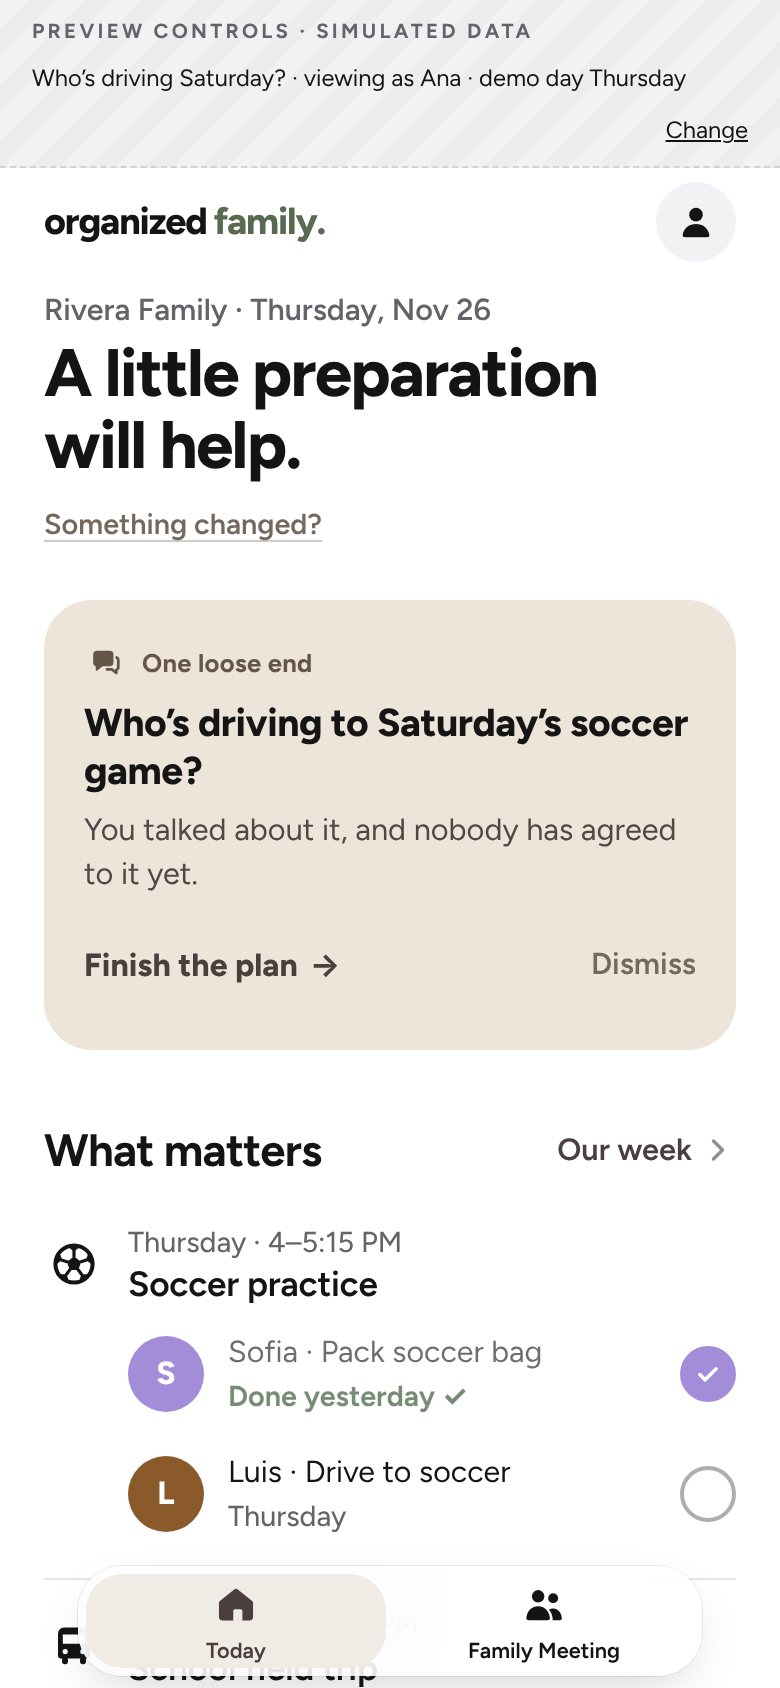 PREVIEW CONTROLS · SIMULATED DATA
Who’s driving Saturday? · viewing as Ana · demo day Thursday
Change
organized family.
Rivera Family · Thursday, Nov 26
A little preparation
will help.
Something changed?
One loose end
Who’s driving to Saturday’s soccer
game?
You talked about it, and nobody has agreed
to it yet.
Finish the plan →
Dismiss
What matters
Our week
Thursday · 4–5:15 PM
Soccer practice
S
Sofia · Pack soccer bag
Done yesterday ✓
L
Luis · Drive to soccer
Thursday
PM
School field trip
Today
Family Meeting